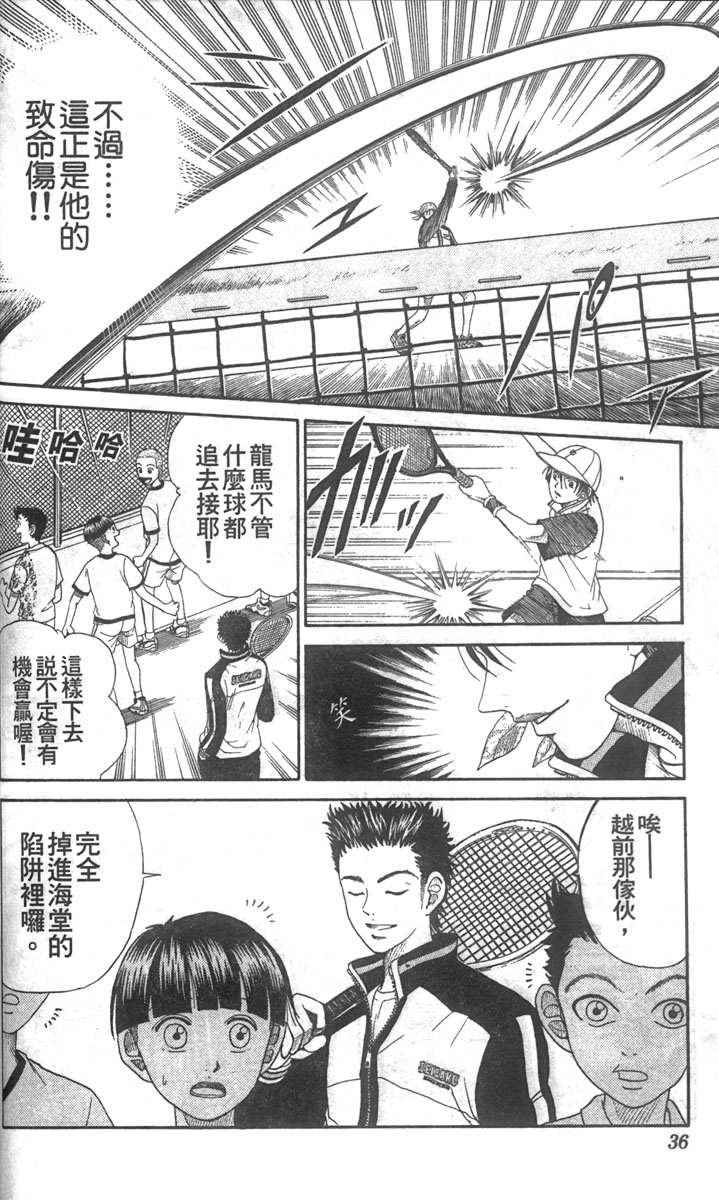 不過……
這正是他的
致命傷!!
龍馬不管
什麼球都
追去接耶！
哇哈哈
這樣下去
說不定會有
機會贏喔！
笑
唉──
越前那傢伙，
完全
掉進海堂的
陷阱裡囉。
SEIGAKU
36